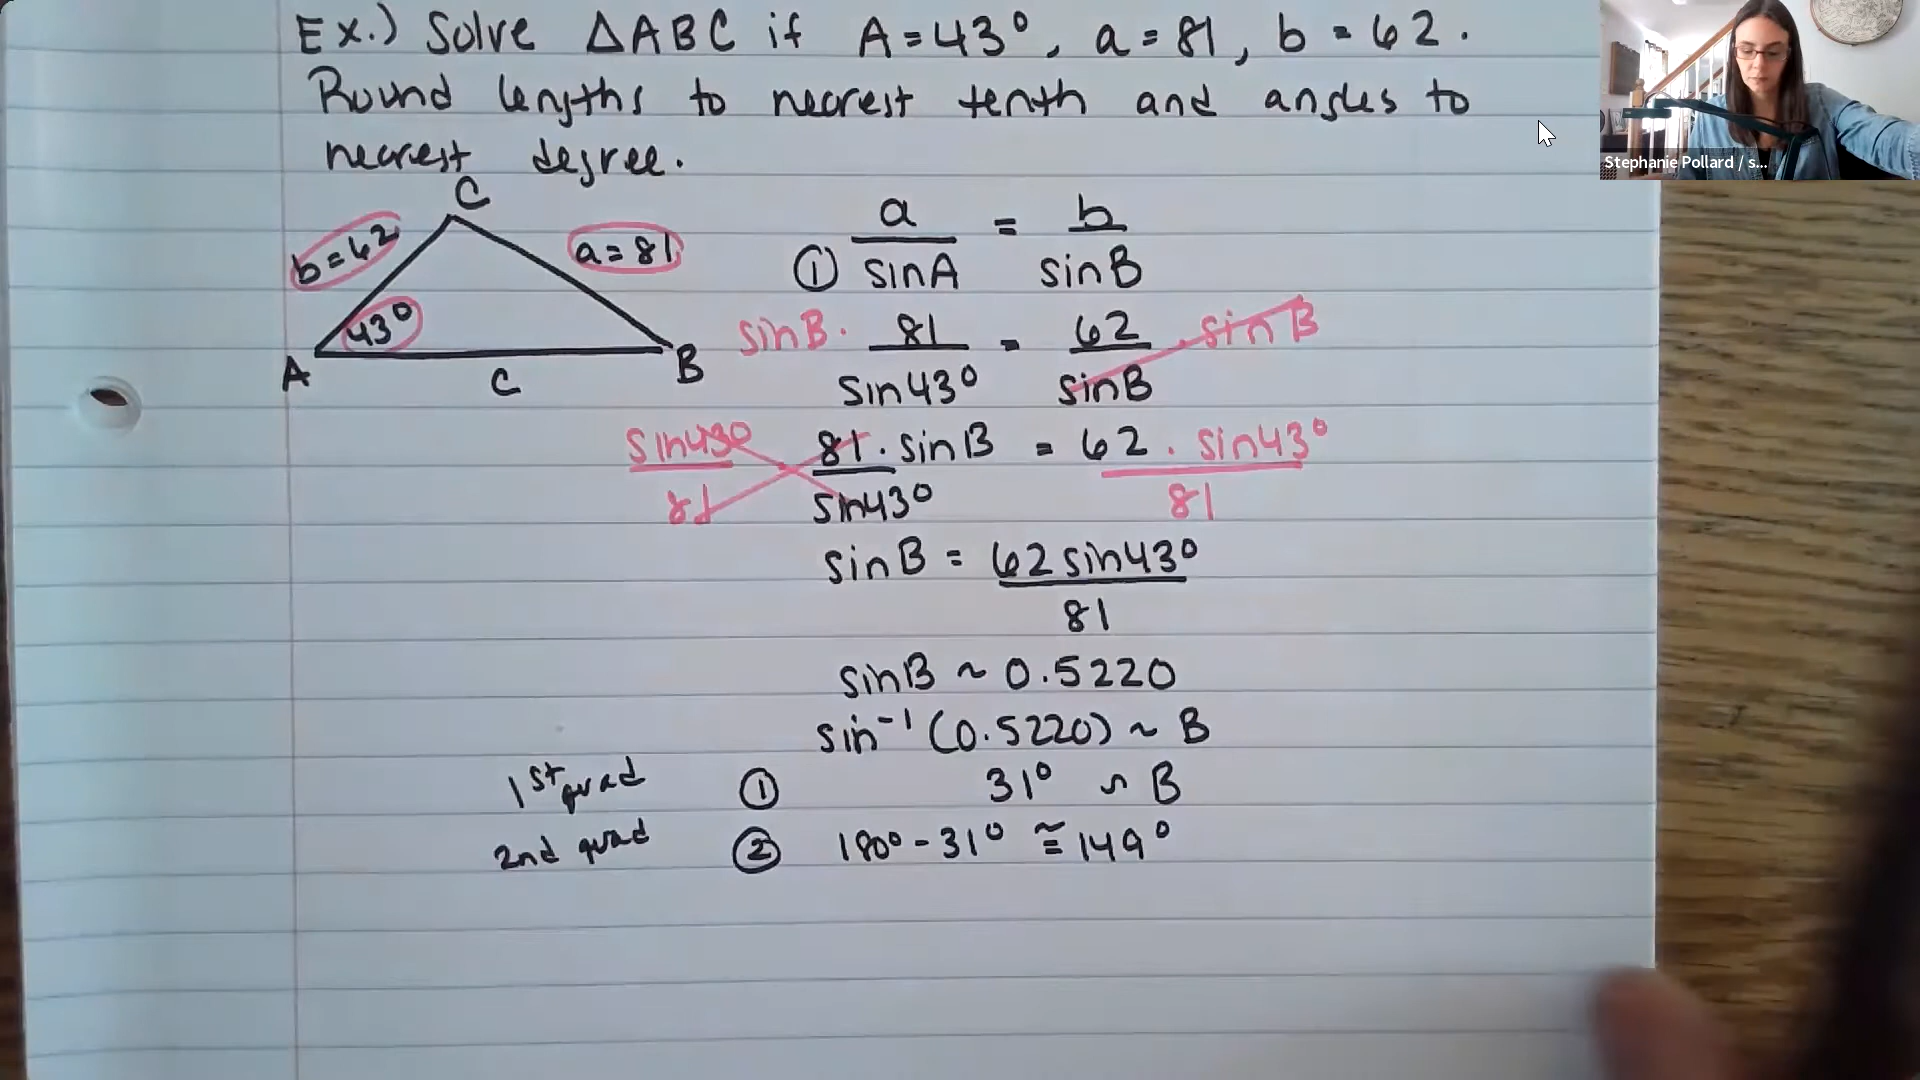 Ex.) Solve △ABC if A=43°, a=81, b=62.
Round lengths to nearest tenth and angles to
nearest degree.
Stephanie Pollard / s...
C
b=62
a=81
43°
A
B
c
① a/sinA = b/sinB
sinB · 81/sin43° = 62/sinB · sinB
sin43°/81 81/sin43° · sinB = 62 · sin43°/81
sinB = 62sin43°/81
sinB ~ 0.5220
sin⁻¹(0.5220) ~ B
1st quad ① 31° ~ B
2nd quad ② 180°-31° ≅ 149°